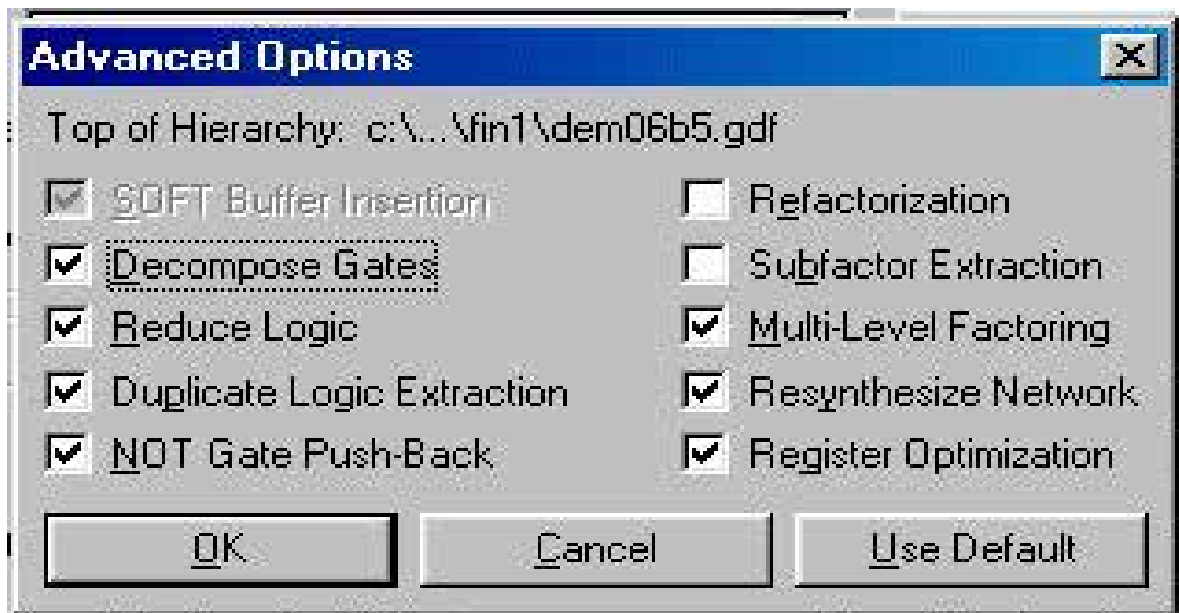 Advanced Options
Top of Hierarchy: c:\...\fin1\dem06b5.gdf
SOFT Buffer Insertion
Decompose Gates
Reduce Logic
Duplicate Logic Extraction
NOT Gate Push-Back
Refactorization
Subfactor Extraction
Multi-Level Factoring
Resynthesize Network
Register Optimization
OK
Cancel
Use Default